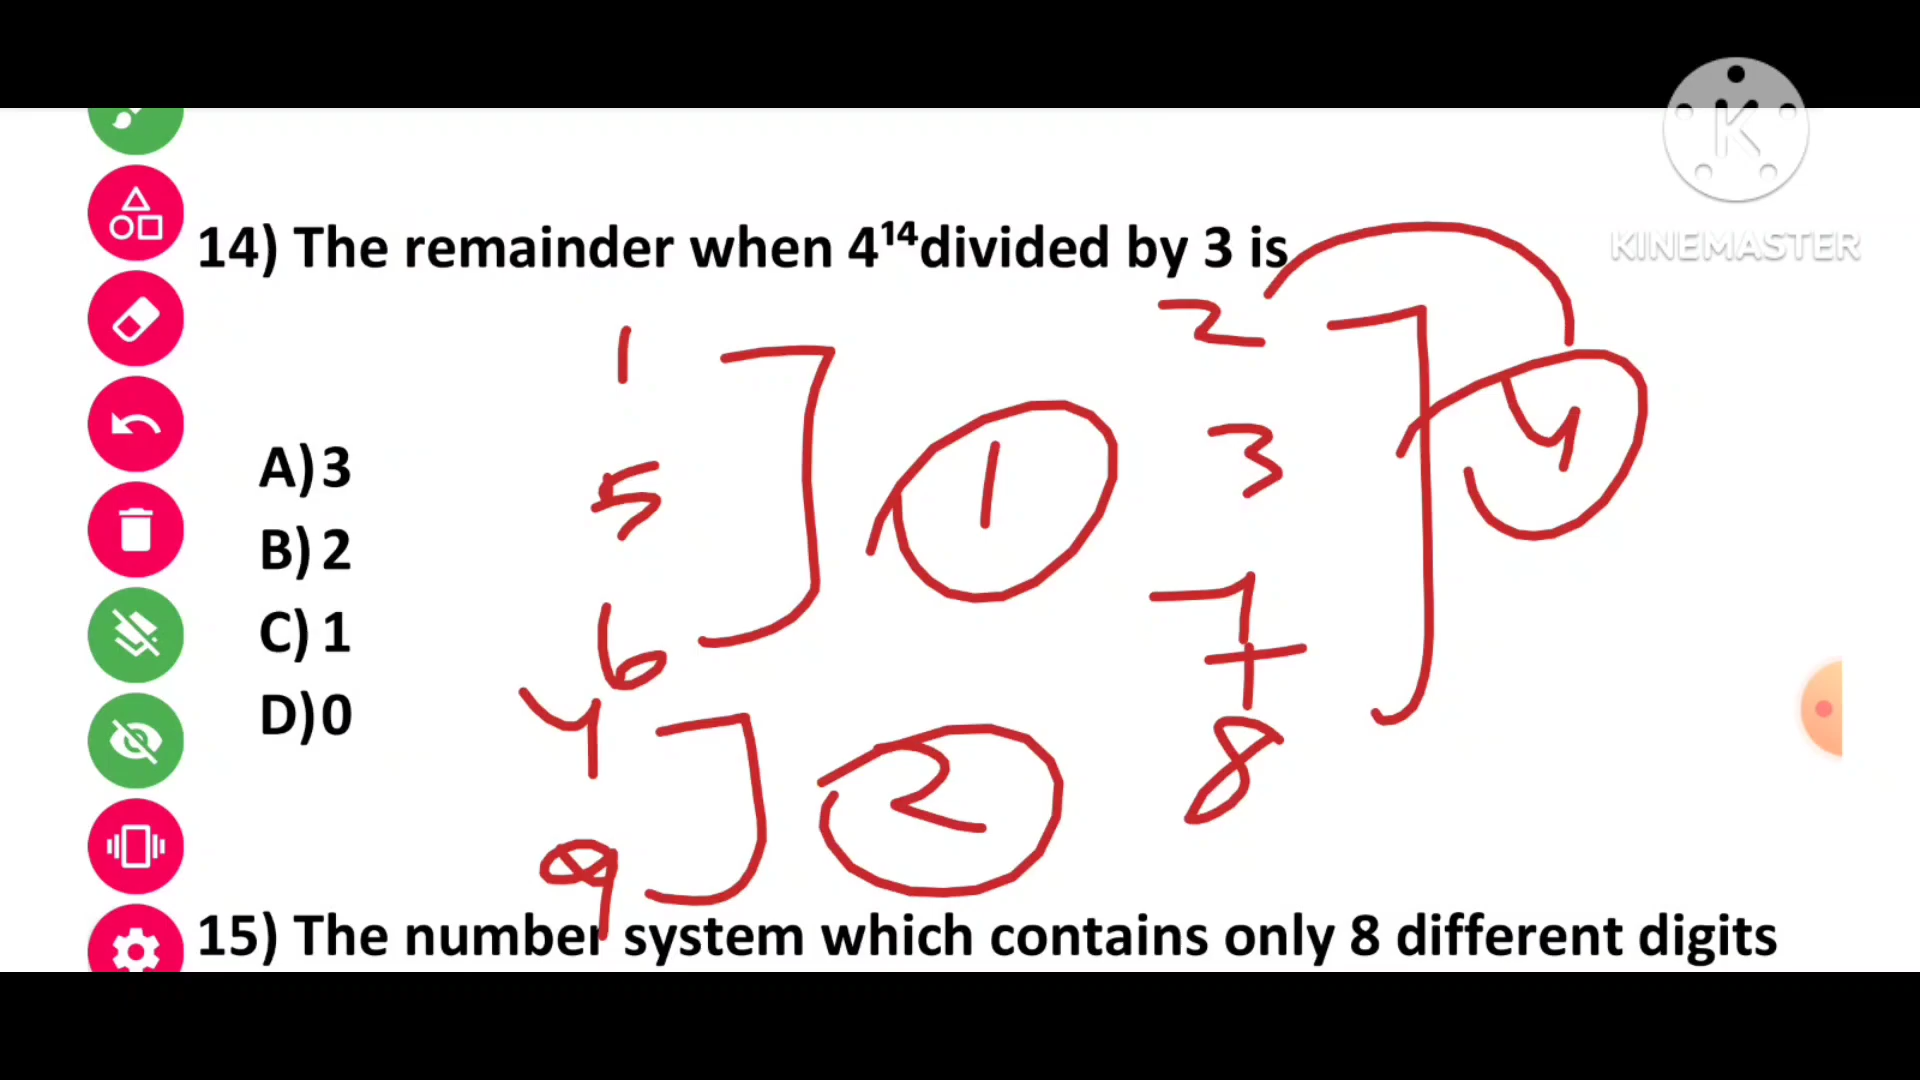 KINEMASTER
14) The remainder when 4¹⁴divided by 3 is
1
5
6
1
2
3
7
7
8
4
A)3
B)2
C)1
D)0
4
9
2
15) The number system which contains only 8 different digits